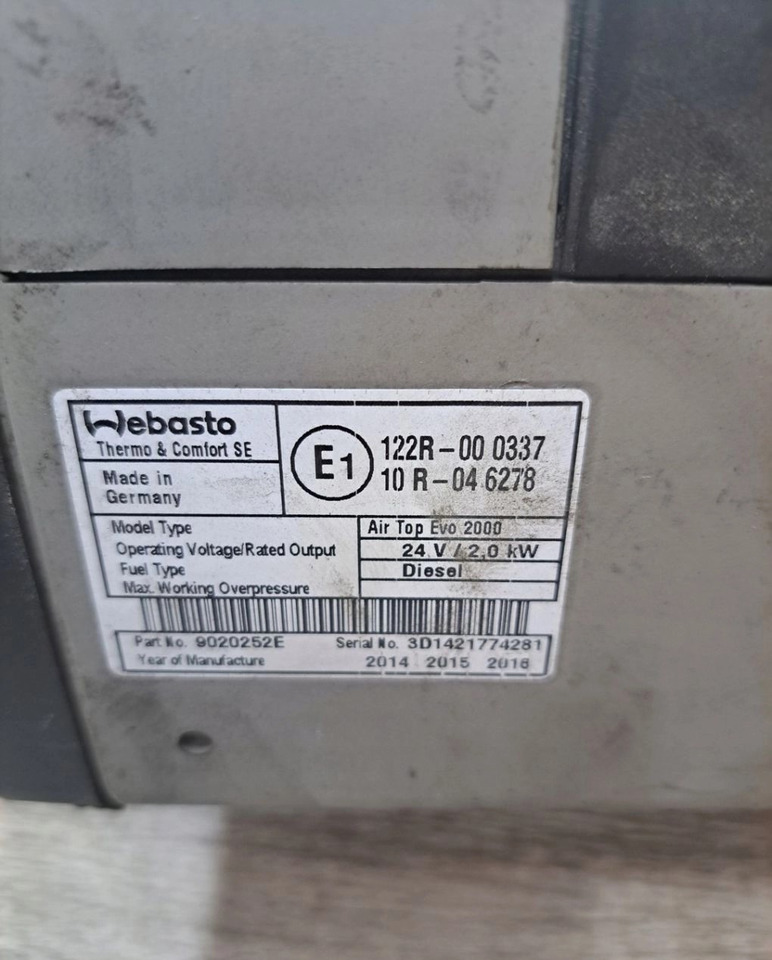 Webasto
Thermo & Comfort SE
Made in
Germany
E1
122R-00 0337
10 R-04 6278
Model Type Air Top Evo 2000
Operating Voltage/Rated Output 24 V / 2,0 kW
Fuel Type Diesel
Max. Working Overpressure
Part No. 9020252E Serial No. 3D1421774281
Year of Manufacture 2014 2015 2016